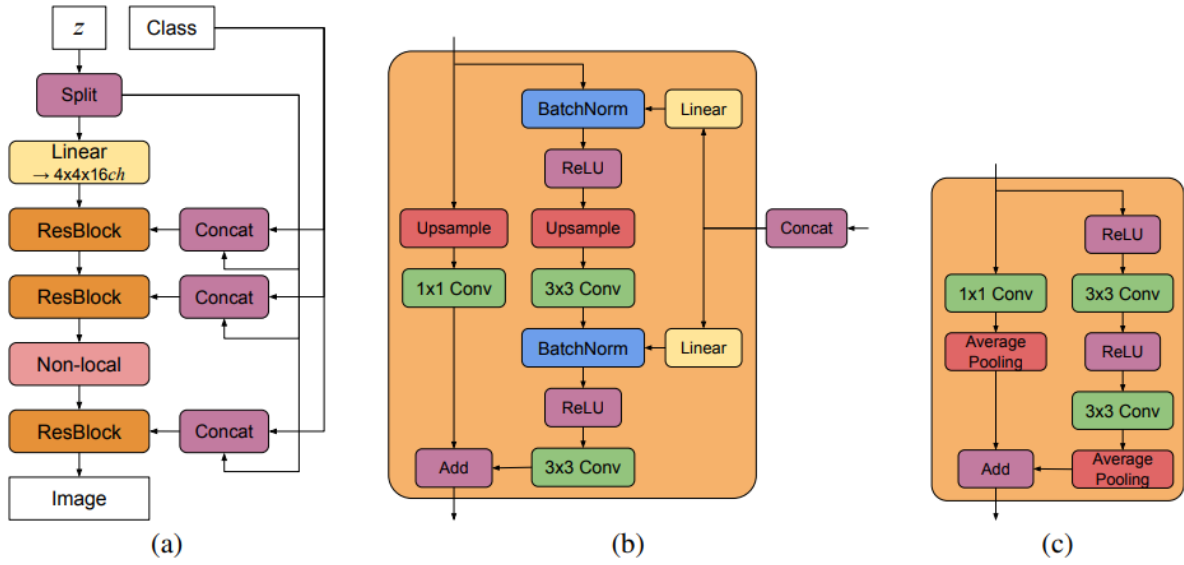 z
Class
Split
Linear
→ 4x4x16ch
ResBlock
Concat
ResBlock
Concat
Non-local
ResBlock
Concat
Image
(a)
BatchNorm
Linear
ReLU
Upsample
Upsample
Concat
1x1 Conv
3x3 Conv
BatchNorm
Linear
ReLU
Add
3x3 Conv
(b)
ReLU
1x1 Conv
3x3 Conv
Average
Pooling
ReLU
3x3 Conv
Add
Average
Pooling
(c)